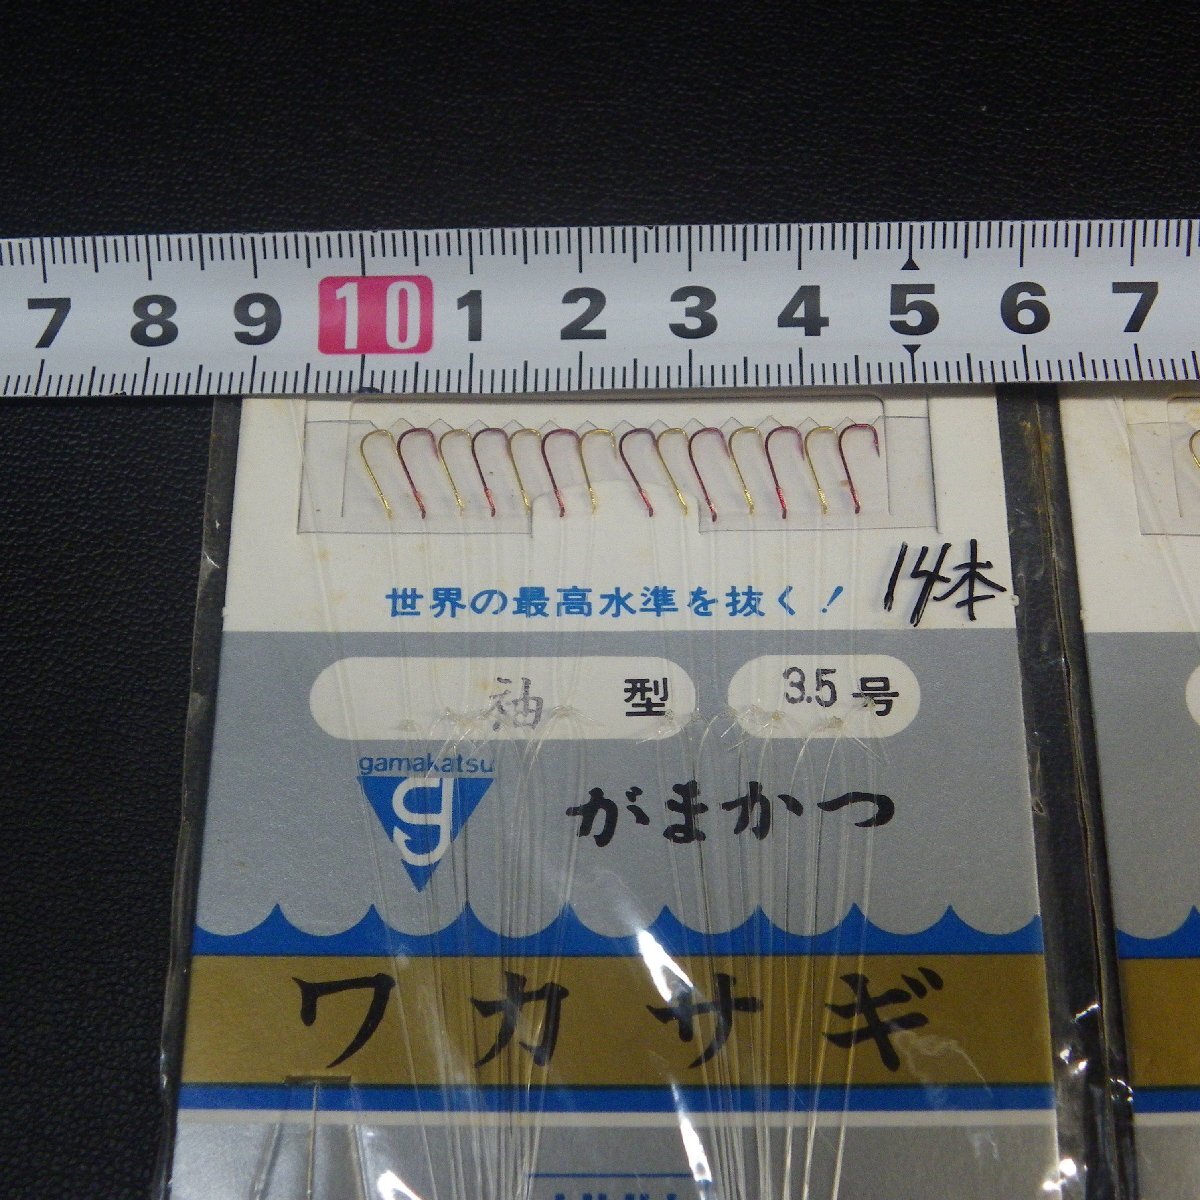 7 8 9 10 1 2 3 4 5 6 7
世界の最高水準を抜く！
14本
袖 型 3.5 号
gamakatsu
g
がまかつ
ワカサギ